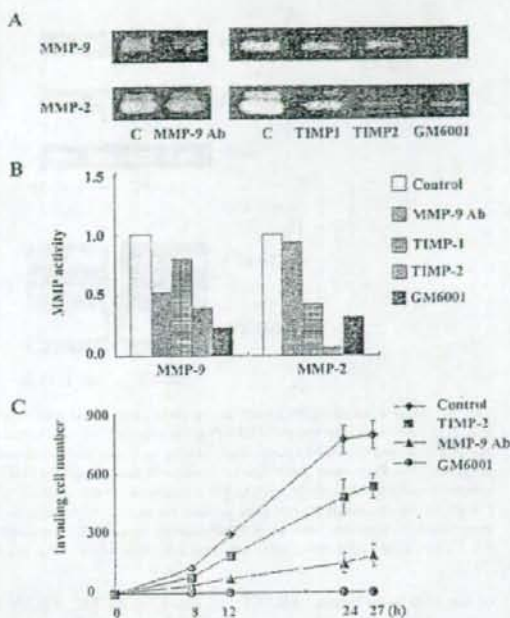 A
MMP-9
MMP-2
C MMP-9 Ab C TIMP1 TIMP2 GM6001
B
1.5
1.0
0.5
0.0
MMP activity
Control
MMP-9 Ab
TIMP-1
TIMP-2
GM6001
MMP-9 MMP-2
C
900
600
300
0
Invading cell number
Control
TIMP-2
MMP-9 Ab
GM6001
0 8 12 24 27 (h)